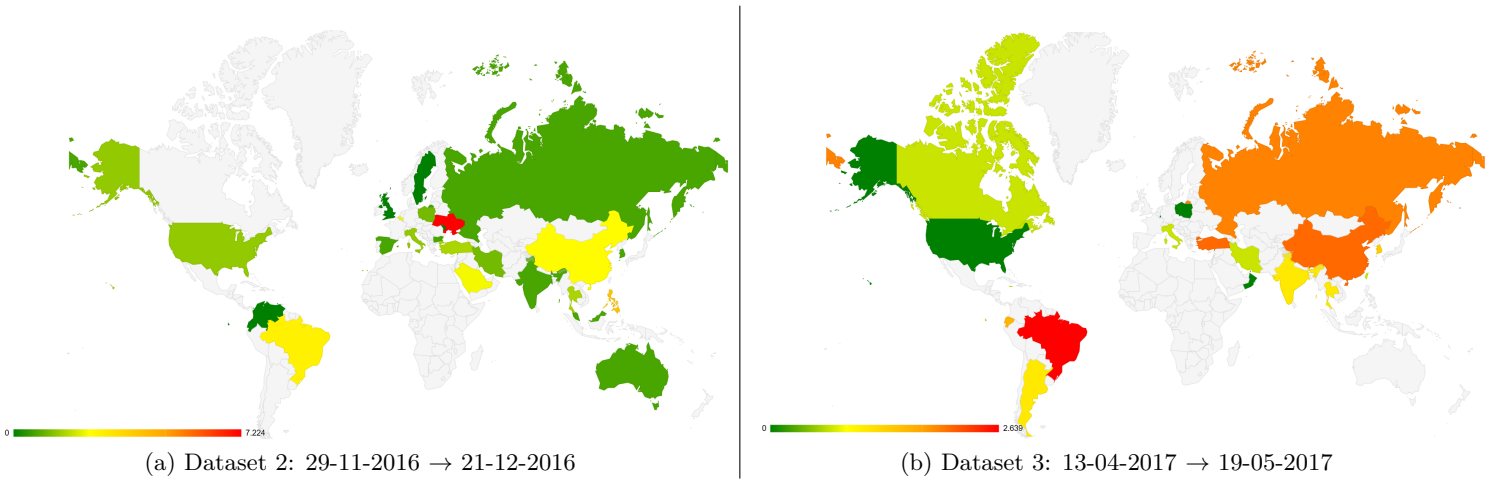 0 7.224
(a) Dataset 2: 29-11-2016 → 21-12-2016
0 2.639
(b) Dataset 3: 13-04-2017 → 19-05-2017